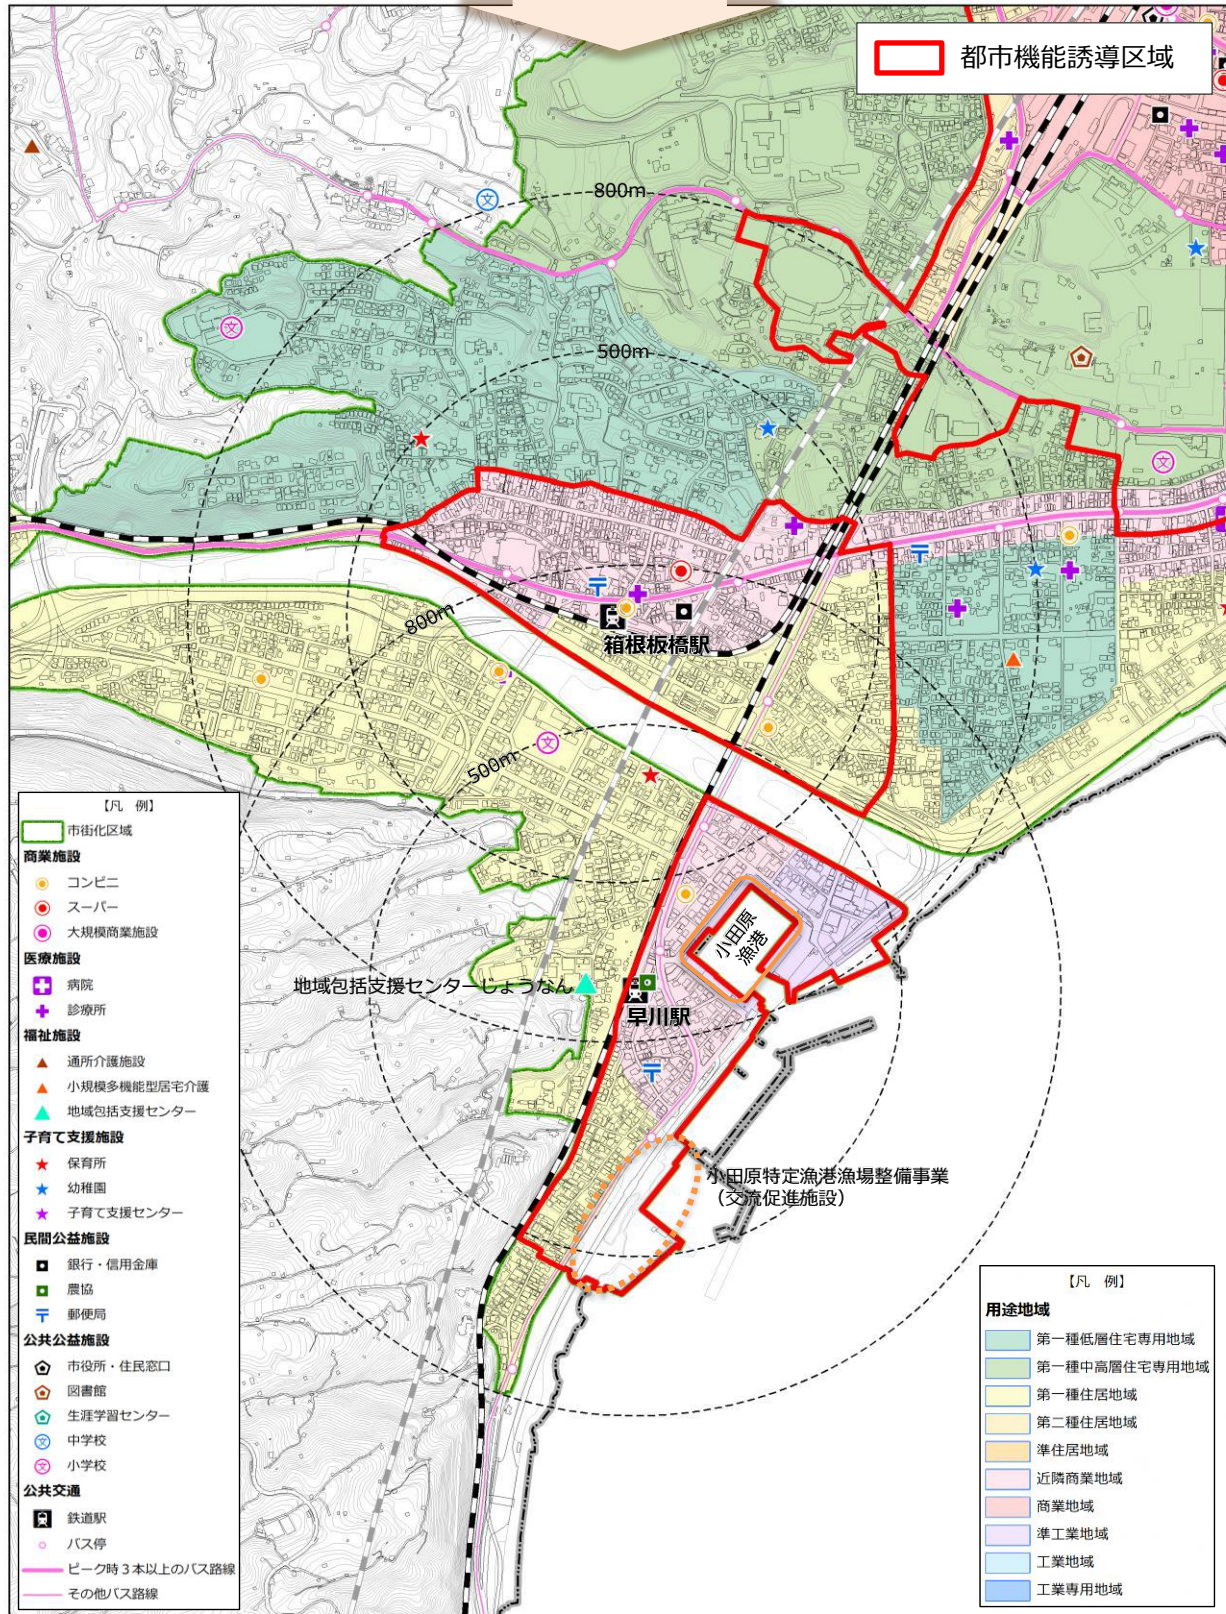 都市機能誘導区域
800m
500m
文
文
文
箱根板橋駅
800m
文
500m
小田原
漁港
地域包括支援センターじょうなん
早川駅
小田原特定漁港漁場整備事業
（交流促進施設）
【凡　例】
市街化区域
商業施設
コンビニ
スーパー
大規模商業施設
医療施設
病院
診療所
福祉施設
通所介護施設
小規模多機能型居宅介護
地域包括支援センター
子育て支援施設
保育所
幼稚園
子育て支援センター
民間公益施設
銀行・信用金庫
農協
郵便局
公共公益施設
市役所・住民窓口
図書館
生涯学習センター
文 中学校
文 小学校
公共交通
鉄道駅
バス停
ピーク時３本以上のバス路線
その他バス路線
【凡　例】
用途地域
第一種低層住宅専用地域
第一種中高層住宅専用地域
第一種住居地域
第二種住居地域
準住居地域
近隣商業地域
商業地域
準工業地域
工業地域
工業専用地域